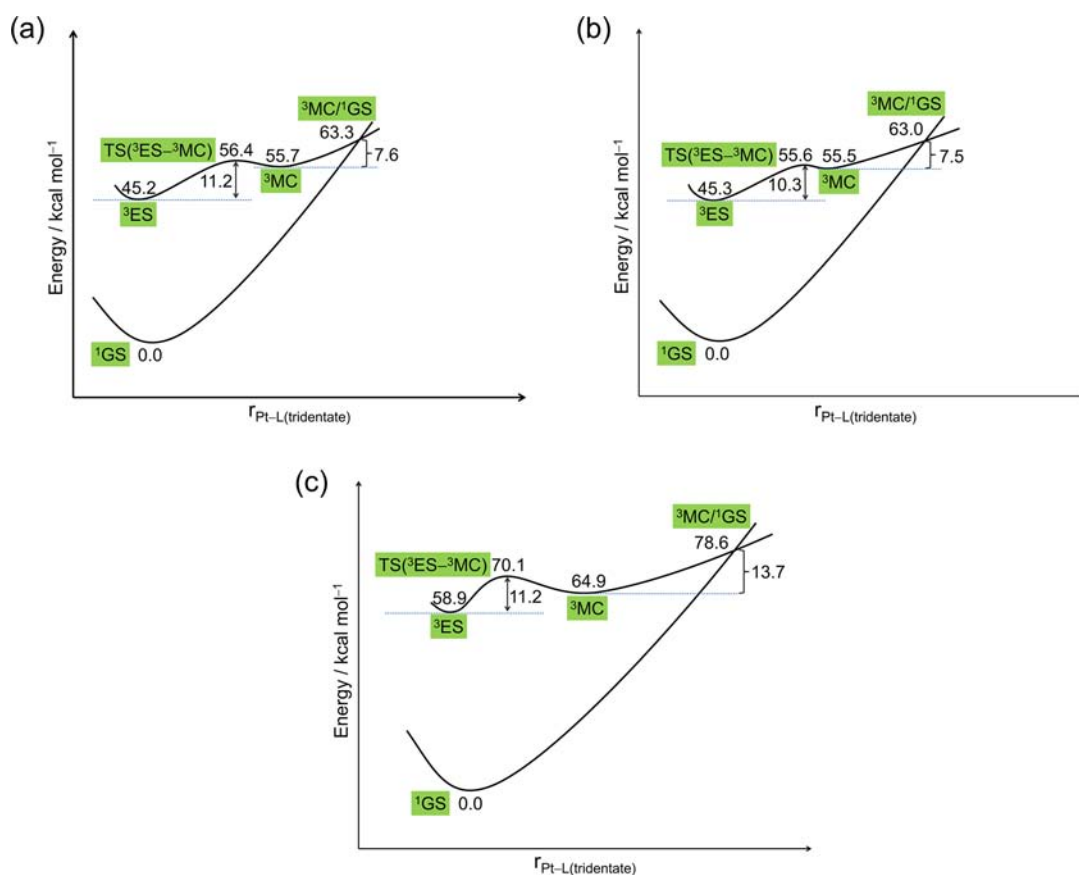 (a)
Energy / kcal mol⁻¹
³MC/¹GS
63.3
TS(³ES–³MC) 56.4
55.7
7.6
45.2
11.2
³MC
³ES
¹GS 0.0
r_Pt–L(tridentate)
(b)
Energy / kcal mol⁻¹
³MC/¹GS
63.0
TS(³ES–³MC) 55.6 55.5
7.5
45.3
10.3
³MC
³ES
¹GS 0.0
r_Pt–L(tridentate)
(c)
Energy / kcal mol⁻¹
³MC/¹GS
78.6
TS(³ES–³MC) 70.1
64.9
13.7
58.9
11.2
³MC
³ES
¹GS 0.0
r_Pt–L(tridentate)